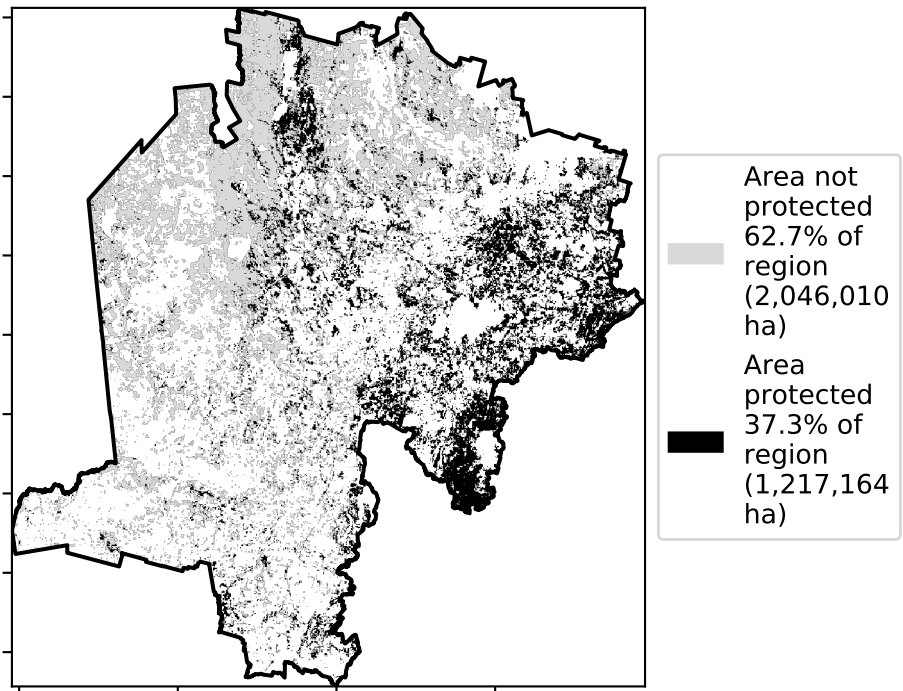 Area not
protected
62.7% of
region
(2,046,010
ha)
Area
protected
37.3% of
region
(1,217,164
ha)